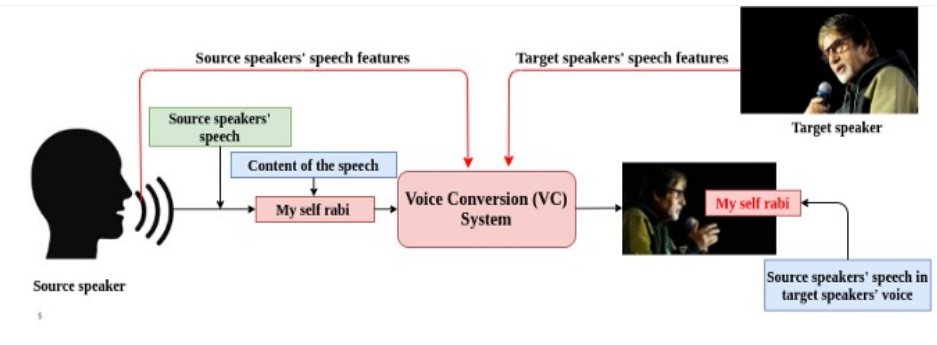 Source speakers' speech features
Target speakers' speech features
Target speaker
Source speakers'
speech
Content of the speech
My self rabi
Voice Conversion (VC)
System
My self rabi
Source speakers' speech in
target speakers' voice
Source speaker